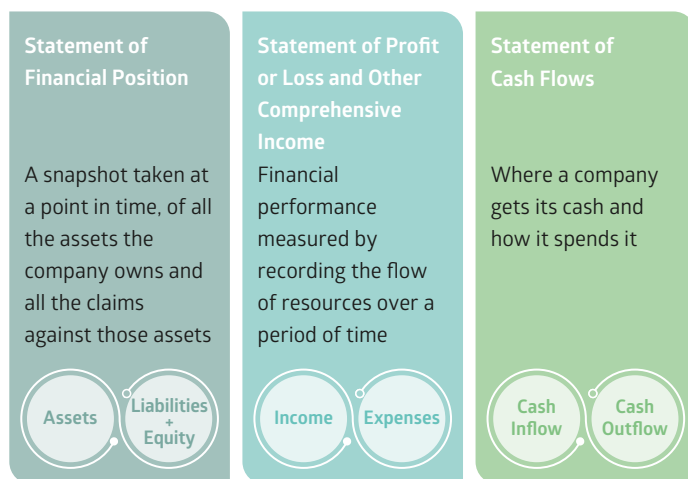 Statement of
Financial Position
A snapshot taken at
a point in time, of all
the assets the
company owns and
all the claims
against those assets
Assets
Liabilities
+
Equity
Statement of Profit
or Loss and Other
Comprehensive
Income
Financial
performance
measured by
recording the flow
of resources over a
period of time
Income
Expenses
Statement of
Cash Flows
Where a company
gets its cash and
how it spends it
Cash
Inflow
Cash
Outflow